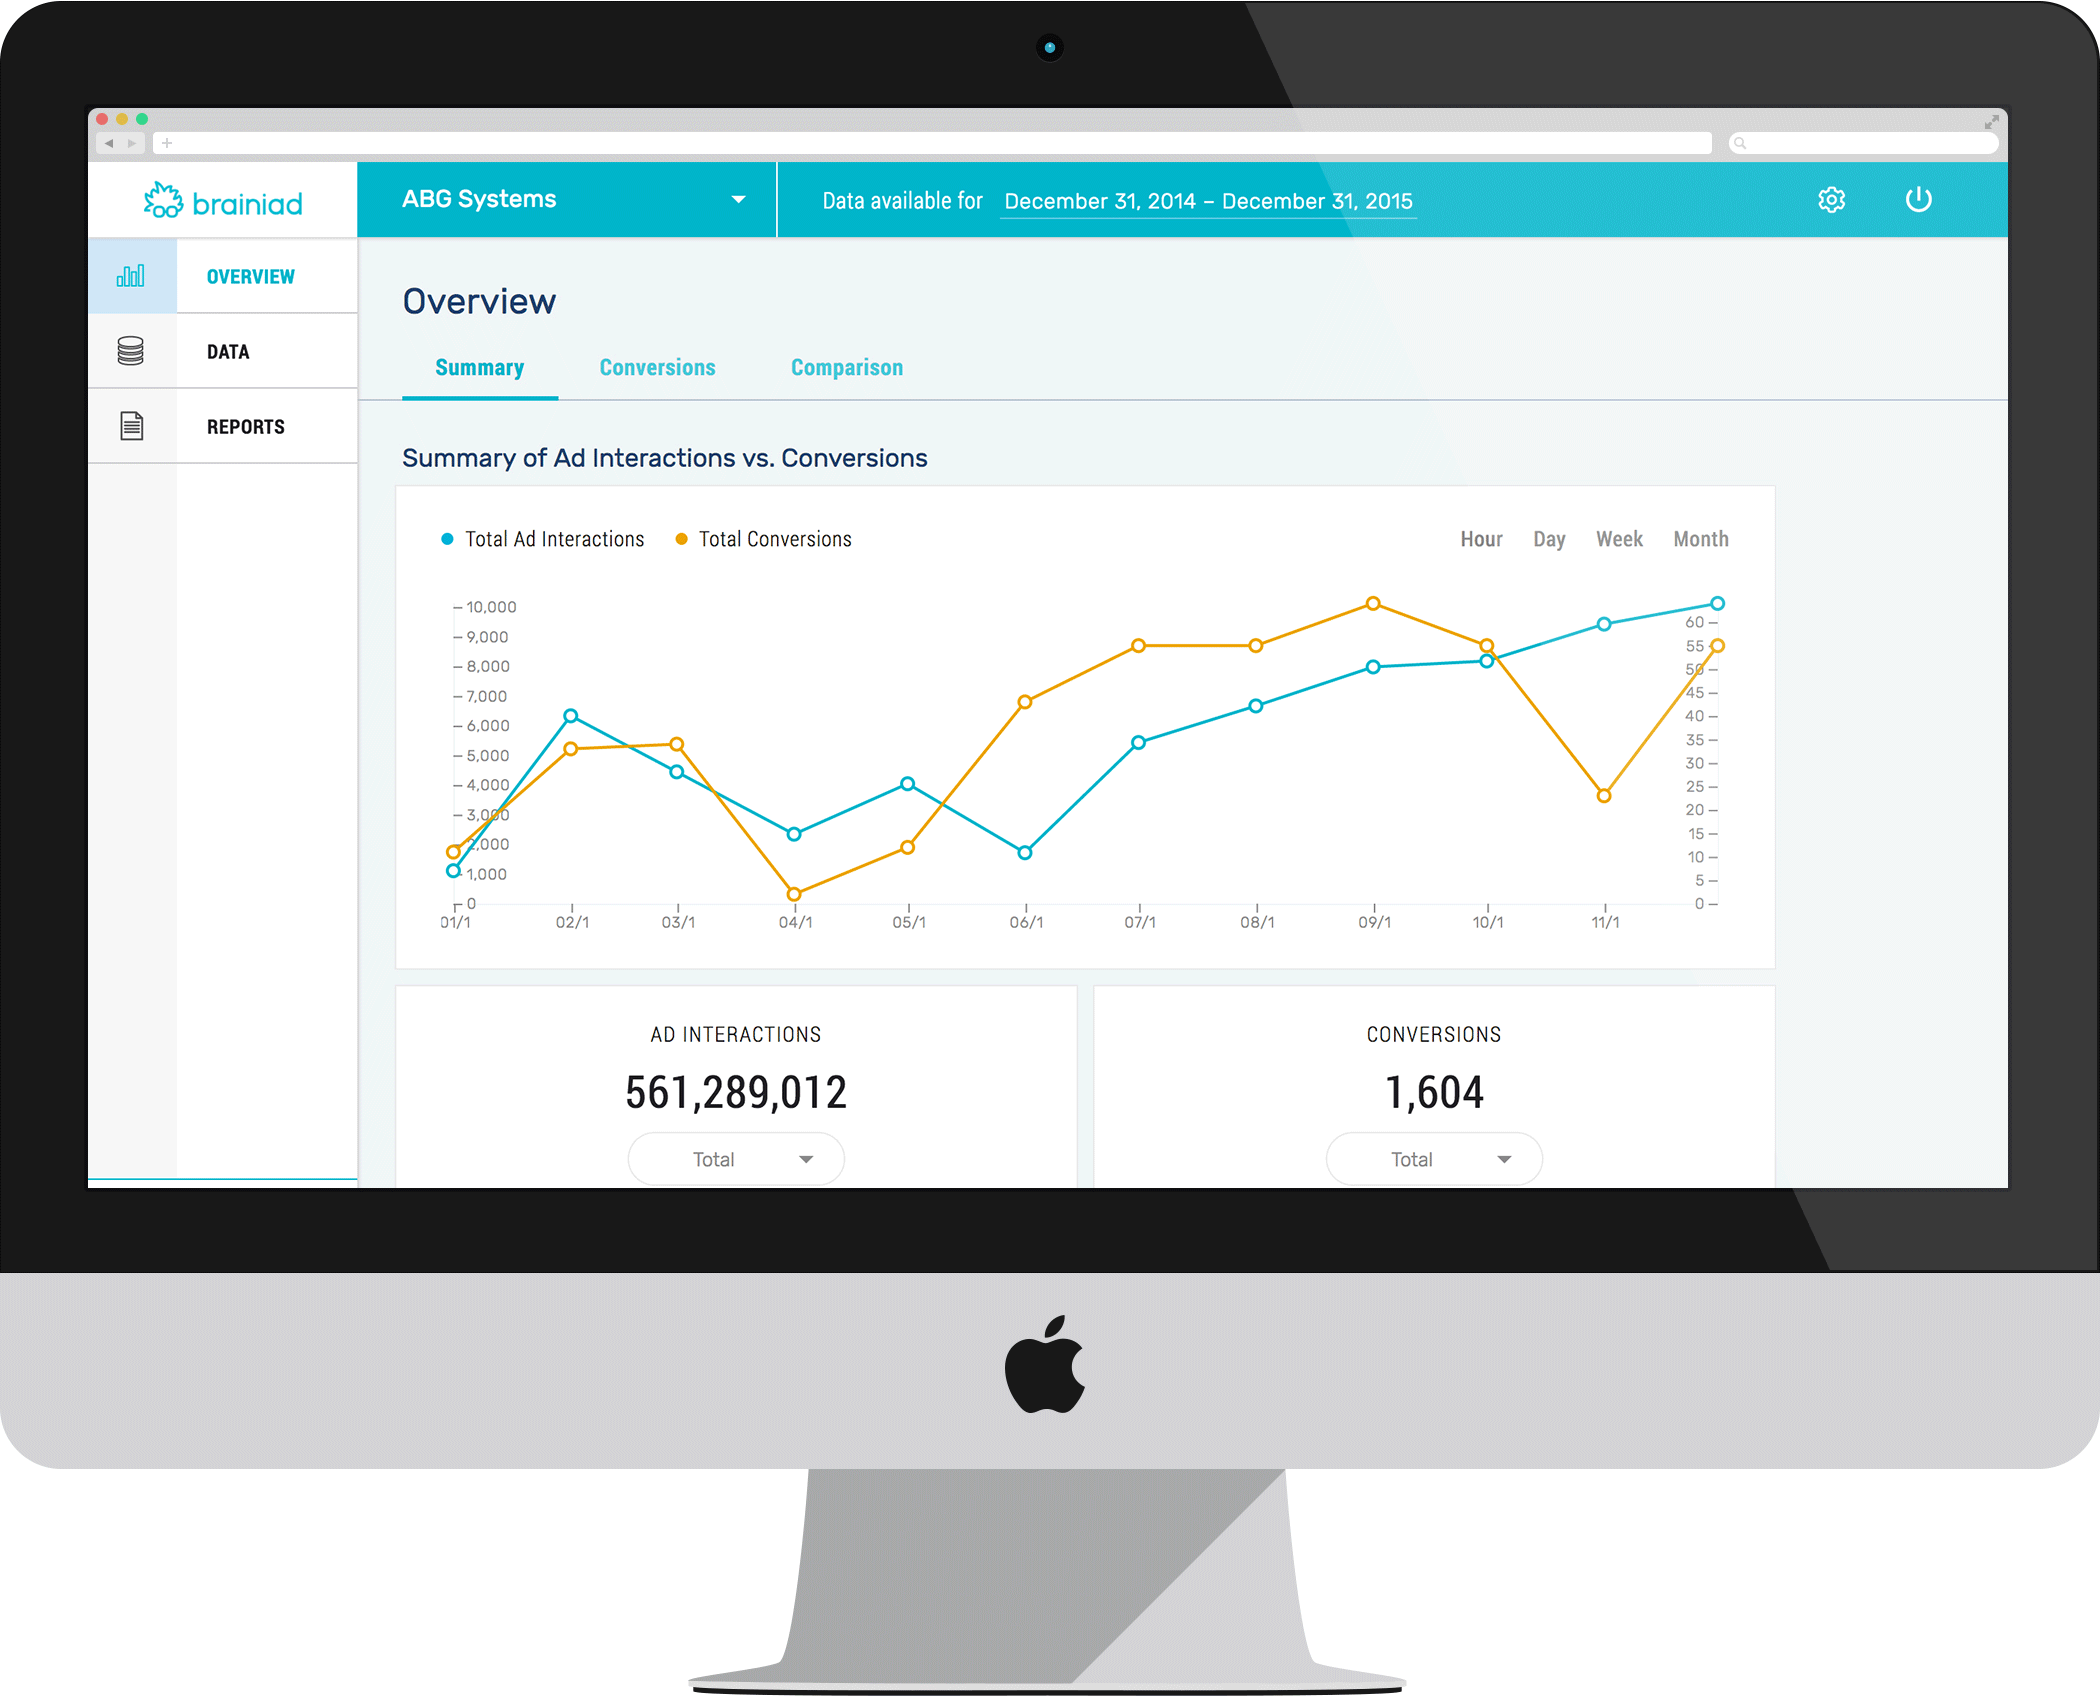 brainiad
ABG Systems
Data available for December 31, 2014 – December 31, 2015
OVERVIEW
DATA
REPORTS
Overview
Summary Conversions Comparison
Summary of Ad Interactions vs. Conversions
Total Ad Interactions Total Conversions
Hour Day Week Month
10,000
9,000
8,000
7,000
6,000
5,000
4,000
3,000
2,000
1,000
0
60
55
50
45
40
35
30
25
20
15
10
5
0
01/1 02/1 03/1 04/1 05/1 06/1 07/1 08/1 09/1 10/1 11/1
AD INTERACTIONS
561,289,012
Total
CONVERSIONS
1,604
Total